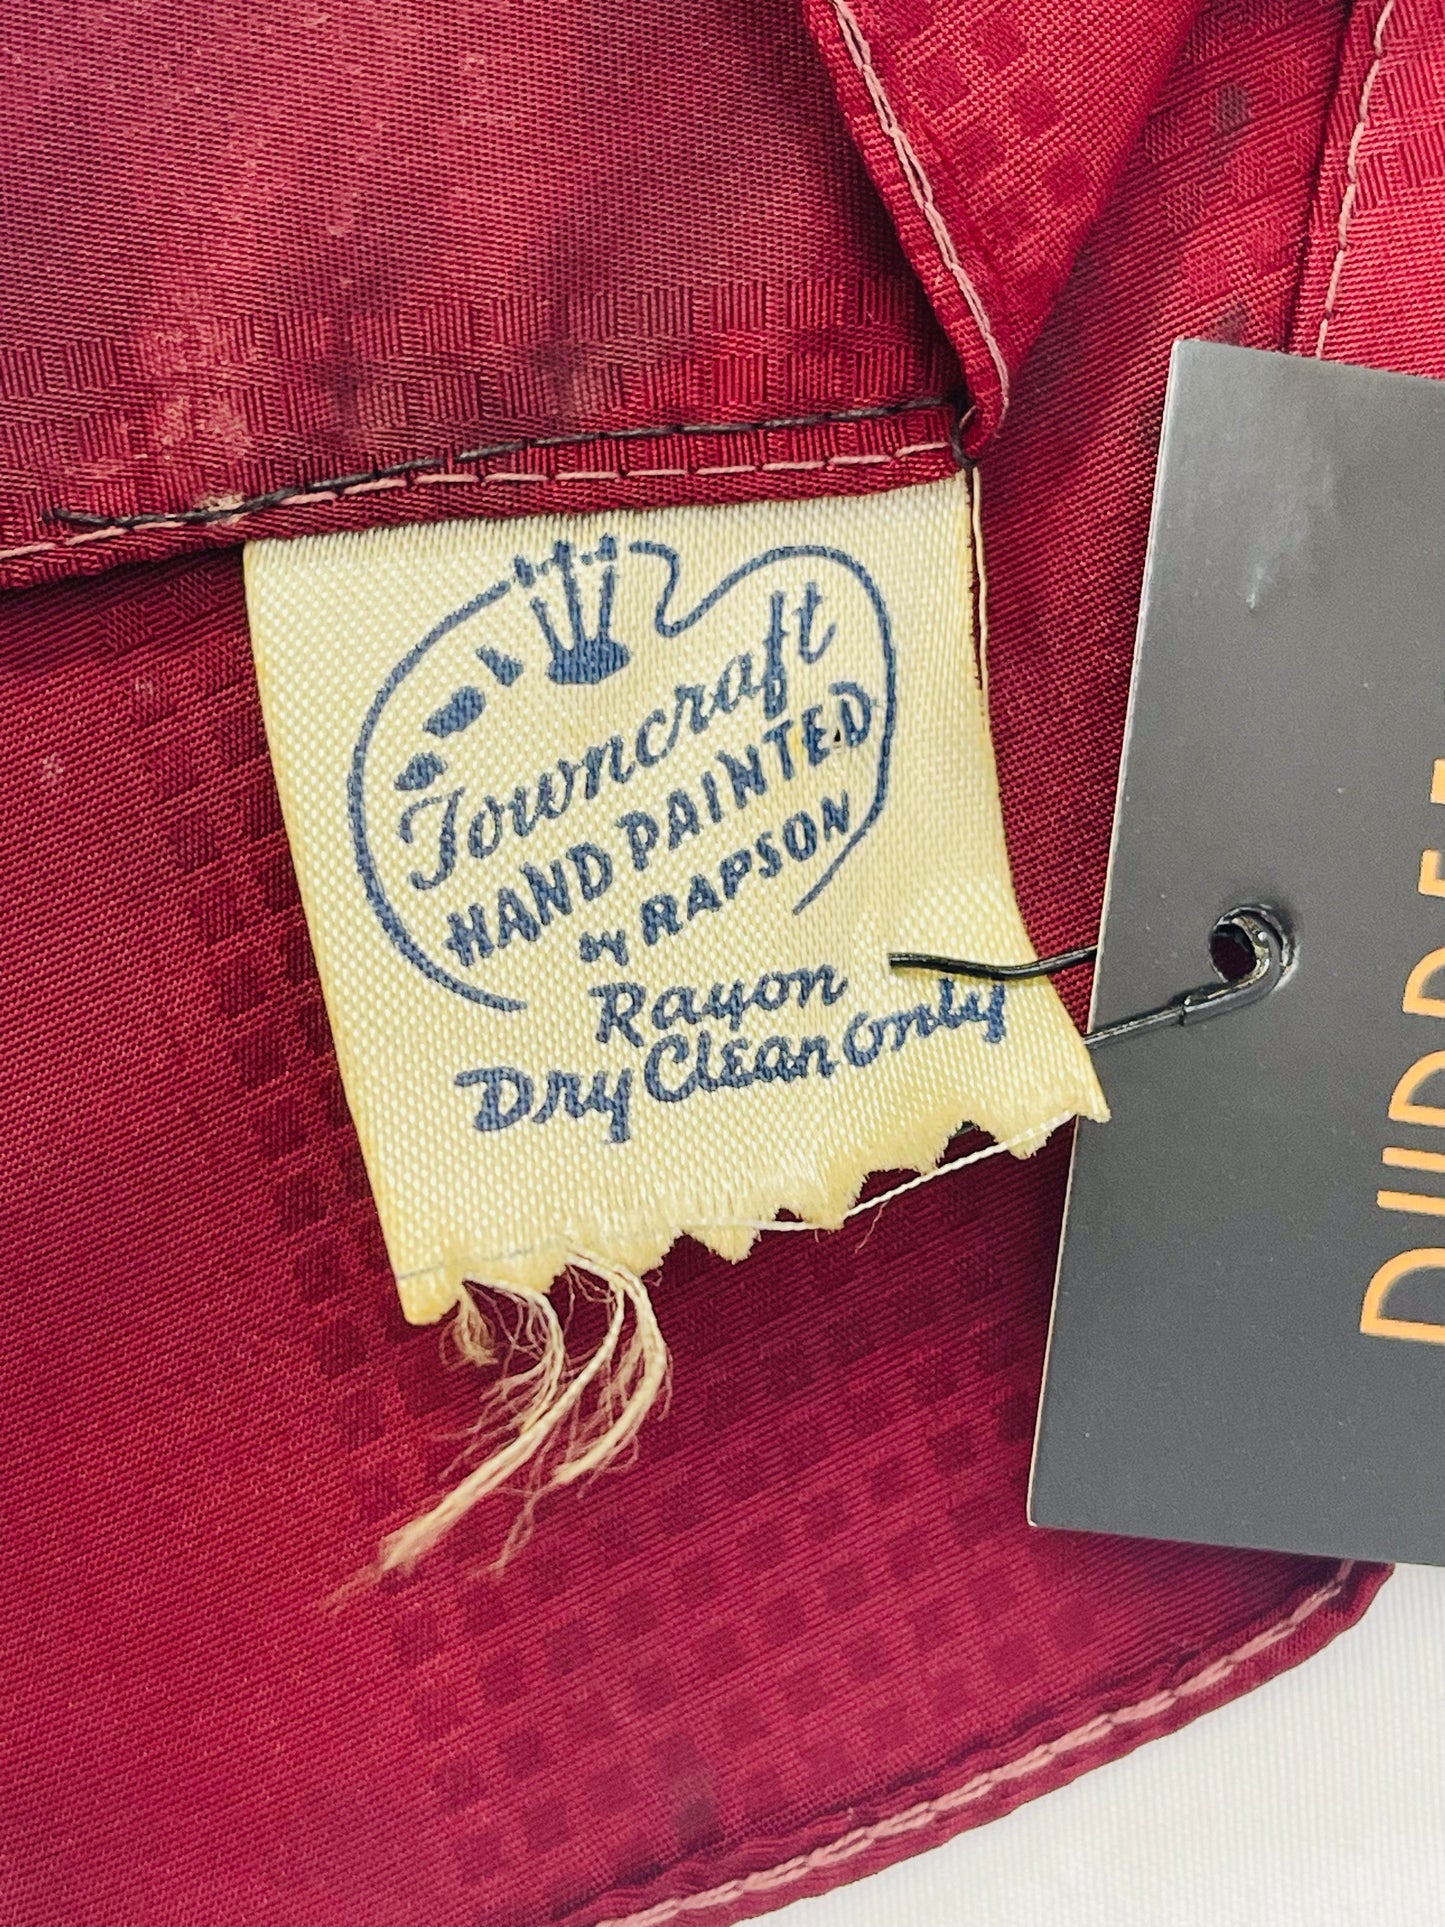 Towncraft
HAND PAINTED
by RAPSON
Rayon
Dry Clean only